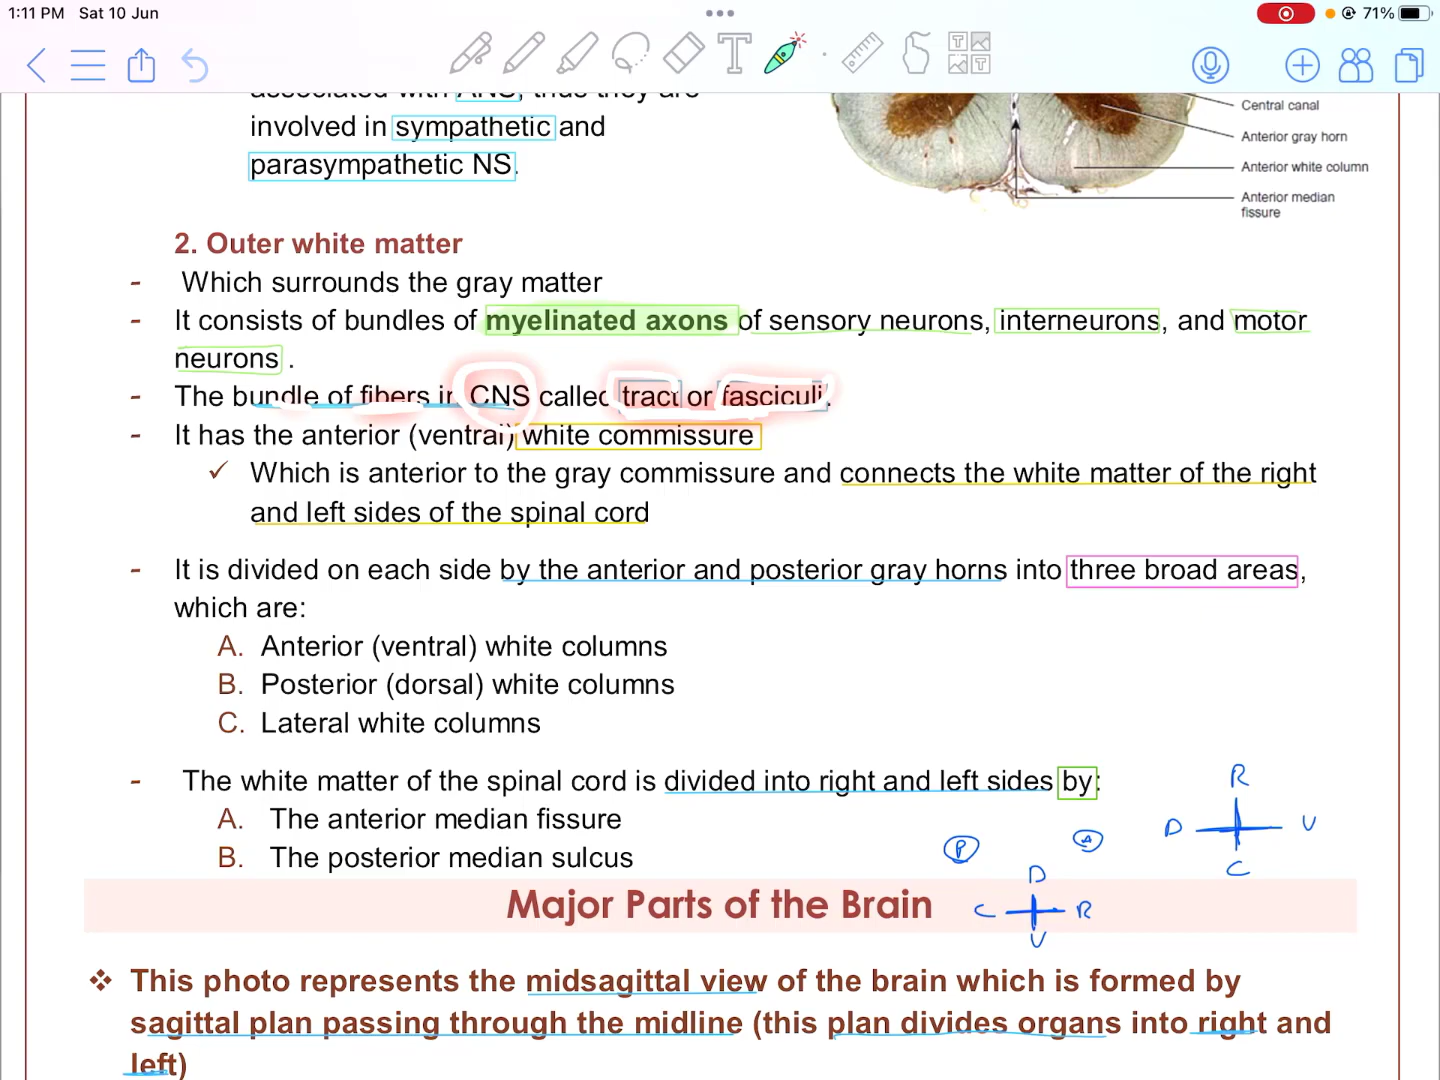 1:11 PM Sat 10 Jun
71%
involved in sympathetic and
parasympathetic NS.
Central canal
Anterior gray horn
Anterior white column
Anterior median
fissure
2. Outer white matter
- Which surrounds the gray matter
- It consists of bundles of myelinated axons of sensory neurons, interneurons, and motor
neurons .
- The bundle of fibers in CNS called tract or fasciculi.
- It has the anterior (ventral) white commissure
✓ Which is anterior to the gray commissure and connects the white matter of the right
and left sides of the spinal cord
- It is divided on each side by the anterior and posterior gray horns into three broad areas,
which are:
A. Anterior (ventral) white columns
B. Posterior (dorsal) white columns
C. Lateral white columns
- The white matter of the spinal cord is divided into right and left sides by:
A. The anterior median fissure
B. The posterior median sulcus
R
D V
C
P A
D
C R
V
Major Parts of the Brain
❖ This photo represents the midsagittal view of the brain which is formed by
sagittal plan passing through the midline (this plan divides organs into right and
left)